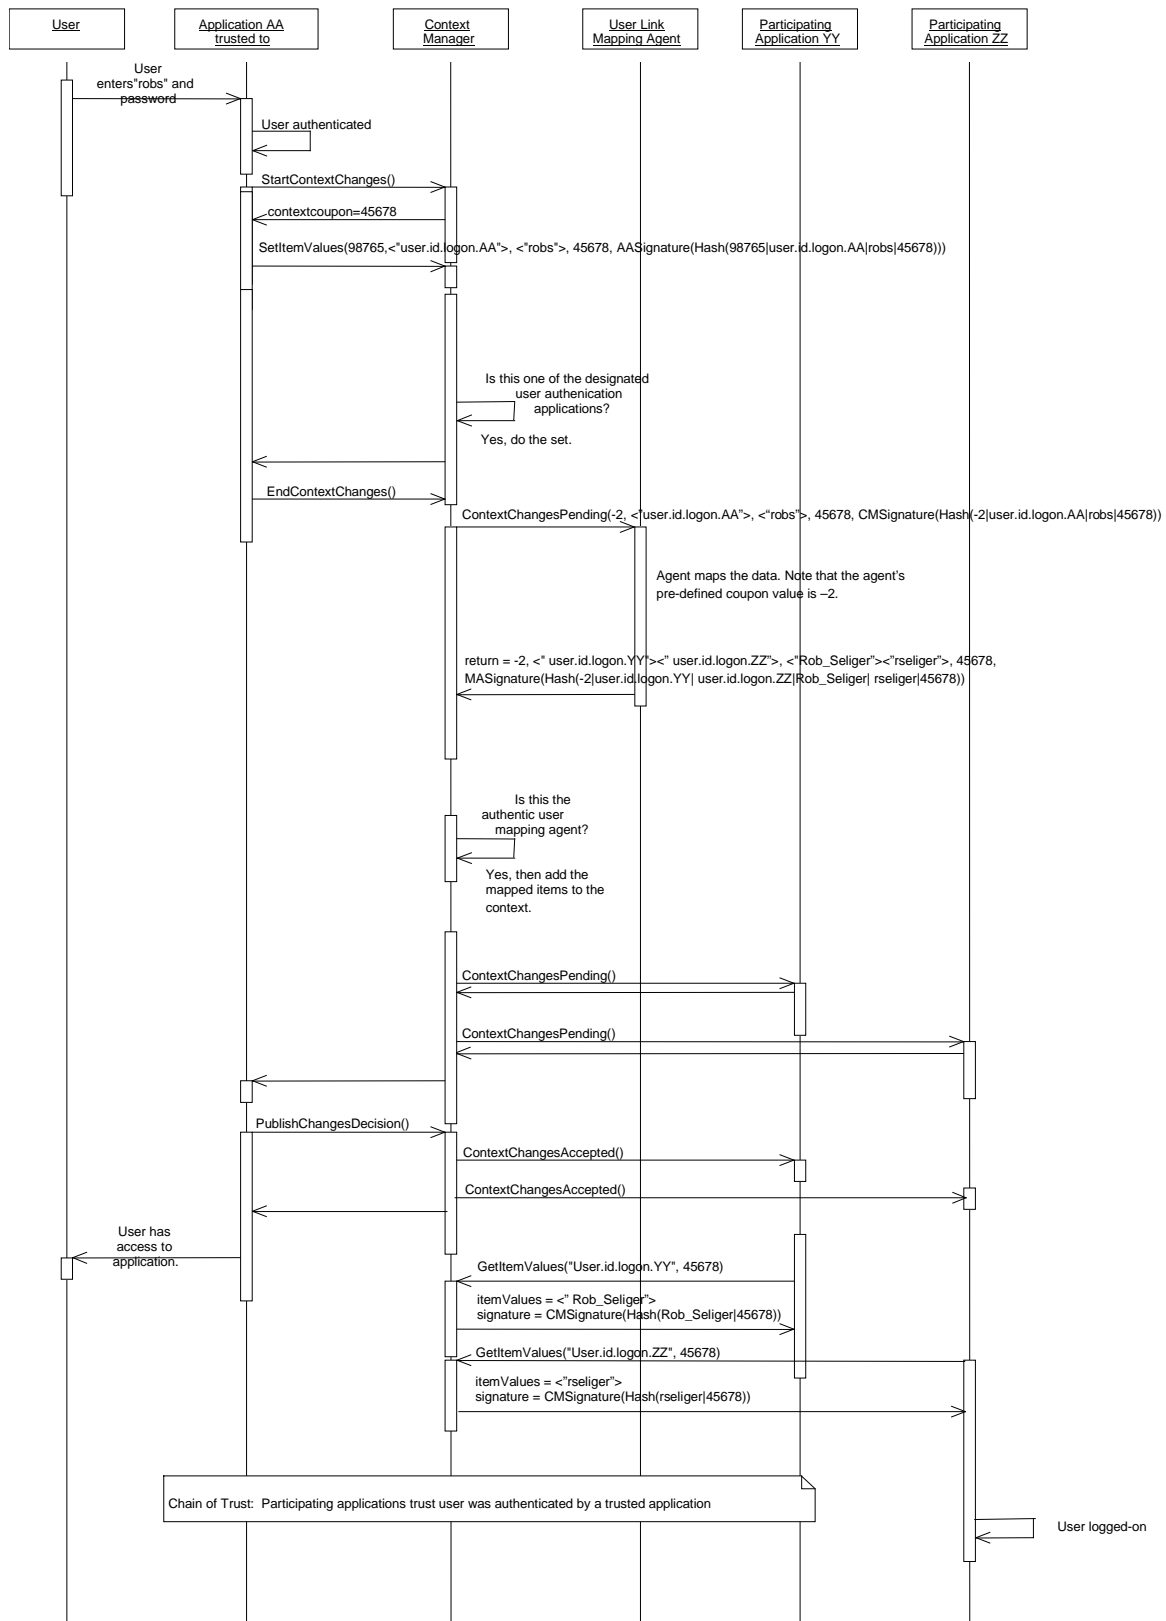 User
Application AA
trusted to
Context
Manager
User Link
Mapping Agent
Participating
Application YY
Participating
Application ZZ
User
enters"robs" and
password
User authenticated
StartContextChanges()
contextcoupon=45678
SetItemValues(98765,<"user.id.logon.AA">, <"robs">, 45678, AASignature(Hash(98765|user.id.logon.AA|robs|45678)))
Is this one of the designated
user authenication
applications?
Yes, do the set.
EndContextChanges()
ContextChangesPending(-2, <"user.id.logon.AA”>, <“robs”>, 45678, CMSignature(Hash(-2|user.id.logon.AA|robs|45678))
Agent maps the data. Note that the agent's
pre-defined coupon value is –2.
return = -2, <" user.id.logon.YY"><” user.id.logon.ZZ”>, <"Rob_Seliger”><”rseliger”>, 45678,
MASignature(Hash(-2|user.id.logon.YY| user.id.logon.ZZ|Rob_Seliger| rseliger|45678))
Is this the
authentic user
mapping agent?
Yes, then add the
mapped items to the
context.
ContextChangesPending()
ContextChangesPending()
PublishChangesDecision()
ContextChangesAccepted()
ContextChangesAccepted()
User has
access to
application.
GetItemValues("User.id.logon.YY", 45678)
itemValues = <” Rob_Seliger”>
signature = CMSignature(Hash(Rob_Seliger|45678))
GetItemValues("User.id.logon.ZZ", 45678)
itemValues = <”rseliger”>
signature = CMSignature(Hash(rseliger|45678))
Chain of Trust:  Participating applications trust user was authenticated by a trusted application
User logged-on